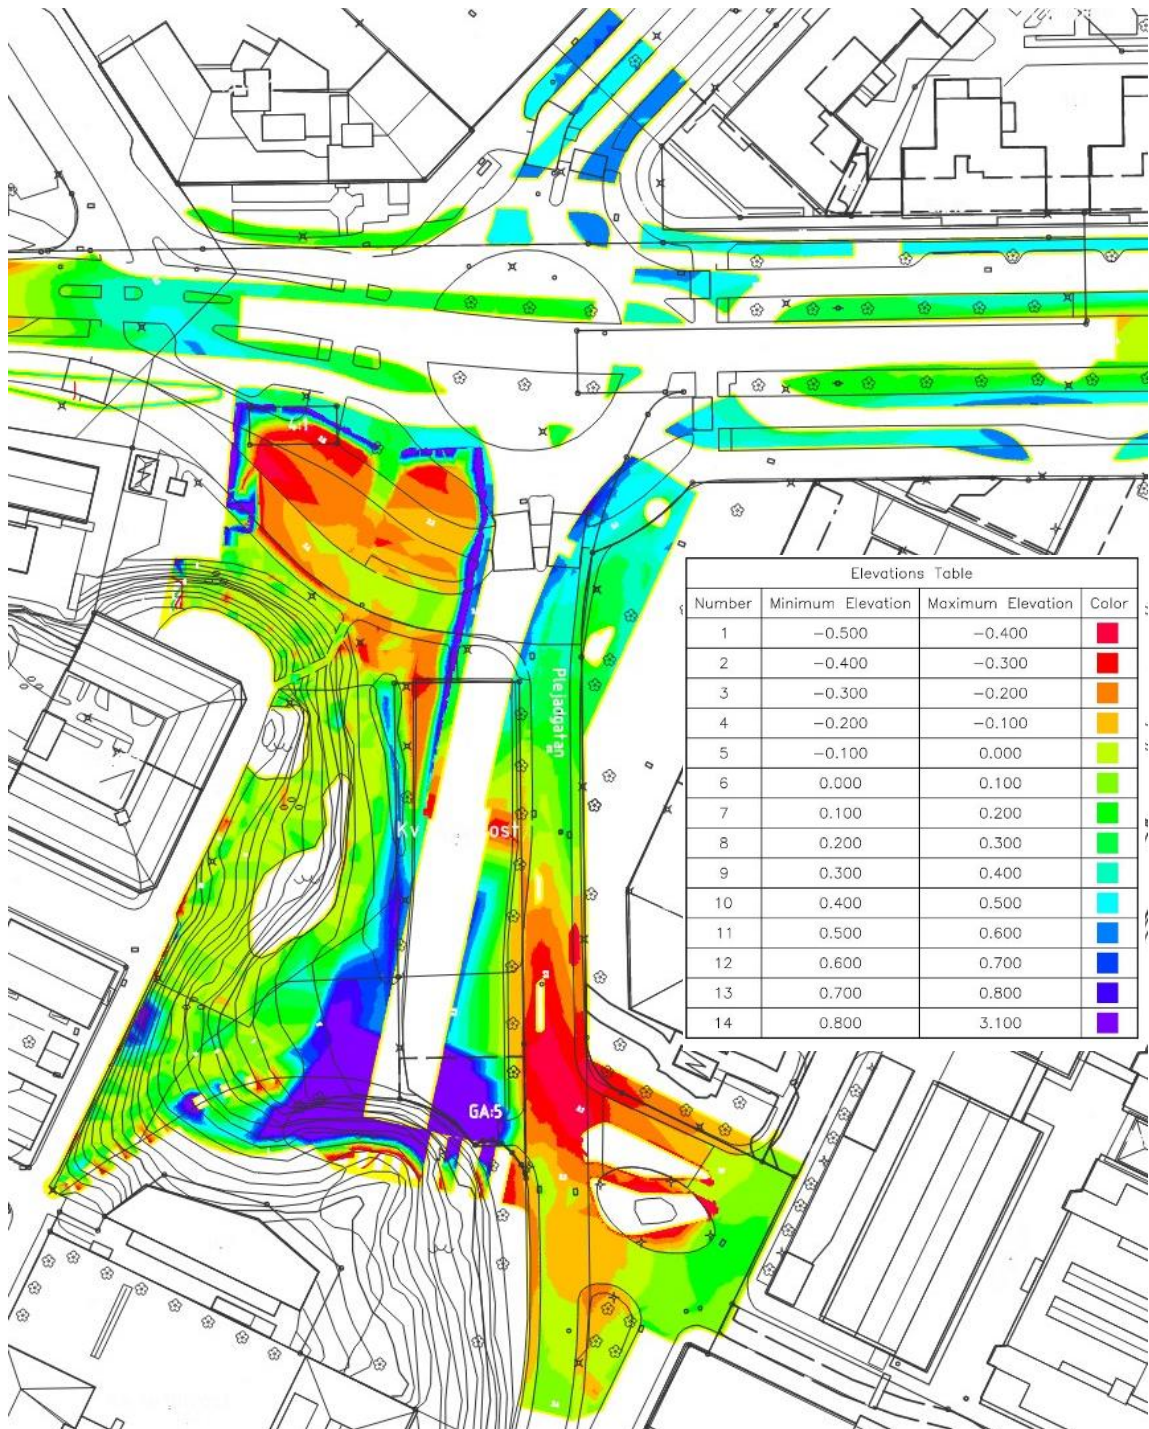 4:1
Elevations Table
Number Minimum Elevation Maximum Elevation Color
1 −0.500 −0.400
2 −0.400 −0.300
3 −0.300 −0.200
4 −0.200 −0.100
5 −0.100 0.000
6 0.000 0.100
7 0.100 0.200
8 0.200 0.300
9 0.300 0.400
10 0.400 0.500
11 0.500 0.600
12 0.600 0.700
13 0.700 0.800
14 0.800 3.100
Plejadgatan
Kv ost
GA:5